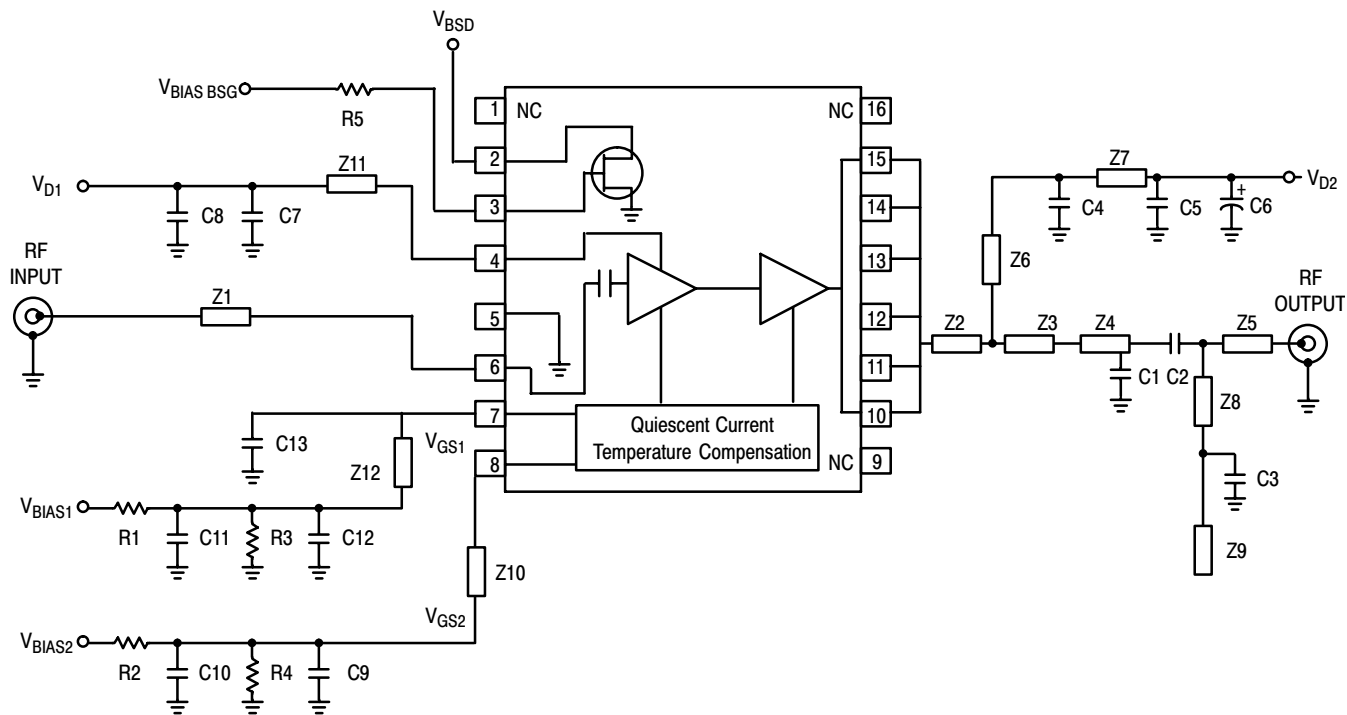 VBSD
VBIAS BSG
R5
1
NC
NC
16
2
15
Z11
Z7
VD1
VD2
C8
C7
3
14
C4
C5
+
C6
RF
INPUT
4
13
Z6
RF
OUTPUT
Z1
5
12
Z2
Z3
Z4
Z5
6
11
C1
C2
7
10
Z8
Quiescent Current
Temperature Compensation
C13
VGS1
Z12
8
NC
9
C3
VBIAS1
R1
C11
R3
C12
Z9
Z10
VGS2
VBIAS2
R2
C10
R4
C9